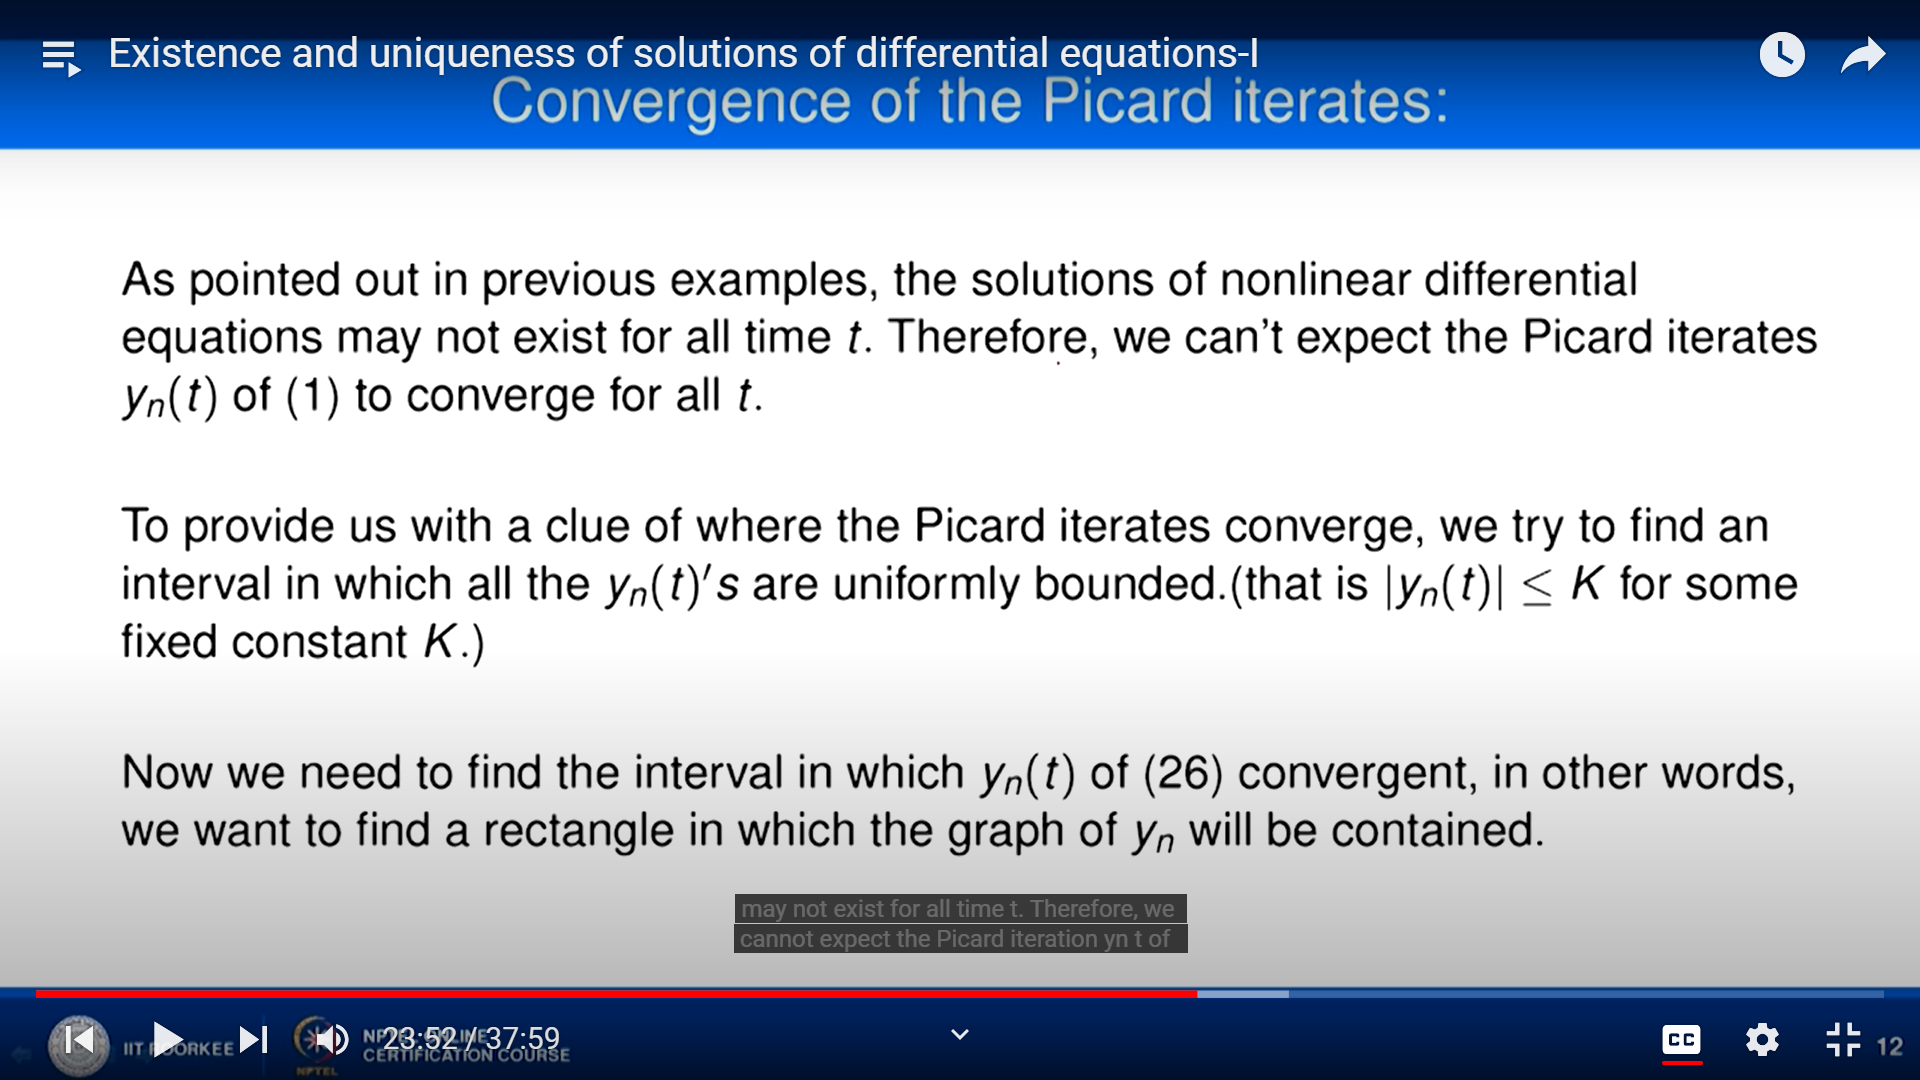 Existence and uniqueness of solutions of differential equations-I
Convergence of the Picard iterates:
As pointed out in previous examples, the solutions of nonlinear differential
equations may not exist for all time t. Therefore, we can't expect the Picard iterates
yₙ(t) of (1) to converge for all t.
To provide us with a clue of where the Picard iterates converge, we try to find an
interval in which all the yₙ(t)'s are uniformly bounded.(that is |yₙ(t)| ≤ K for some
fixed constant K.)
Now we need to find the interval in which yₙ(t) of (26) convergent, in other words,
we want to find a rectangle in which the graph of yₙ will be contained.
may not exist for all time t. Therefore, we
cannot expect the Picard iteration yn t of
23:52 / 37:59
IIT ROORKEE
NPTEL ONLINE
CERTIFICATION COURSE
NPTEL
CC
12